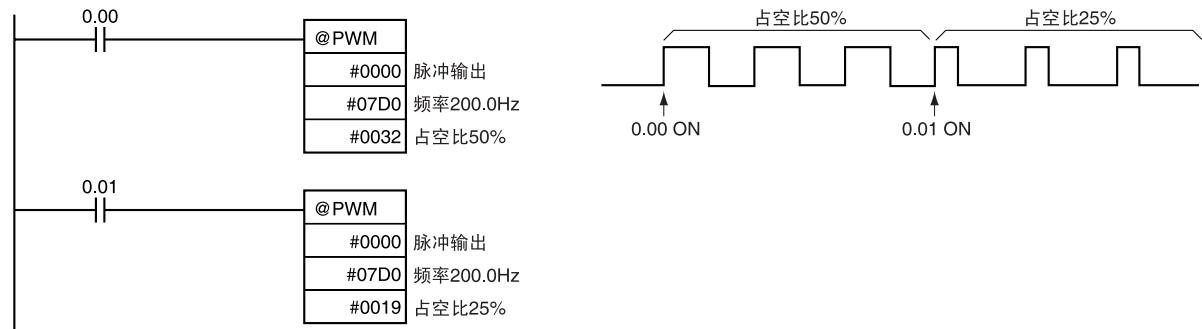 0.00
@PWM
#0000 脉冲输出
#07D0 频率200.0Hz
#0032 占空比50%
0.01
@PWM
#0000 脉冲输出
#07D0 频率200.0Hz
#0019 占空比25%
占空比50% 占空比25%
0.00 ON 0.01 ON